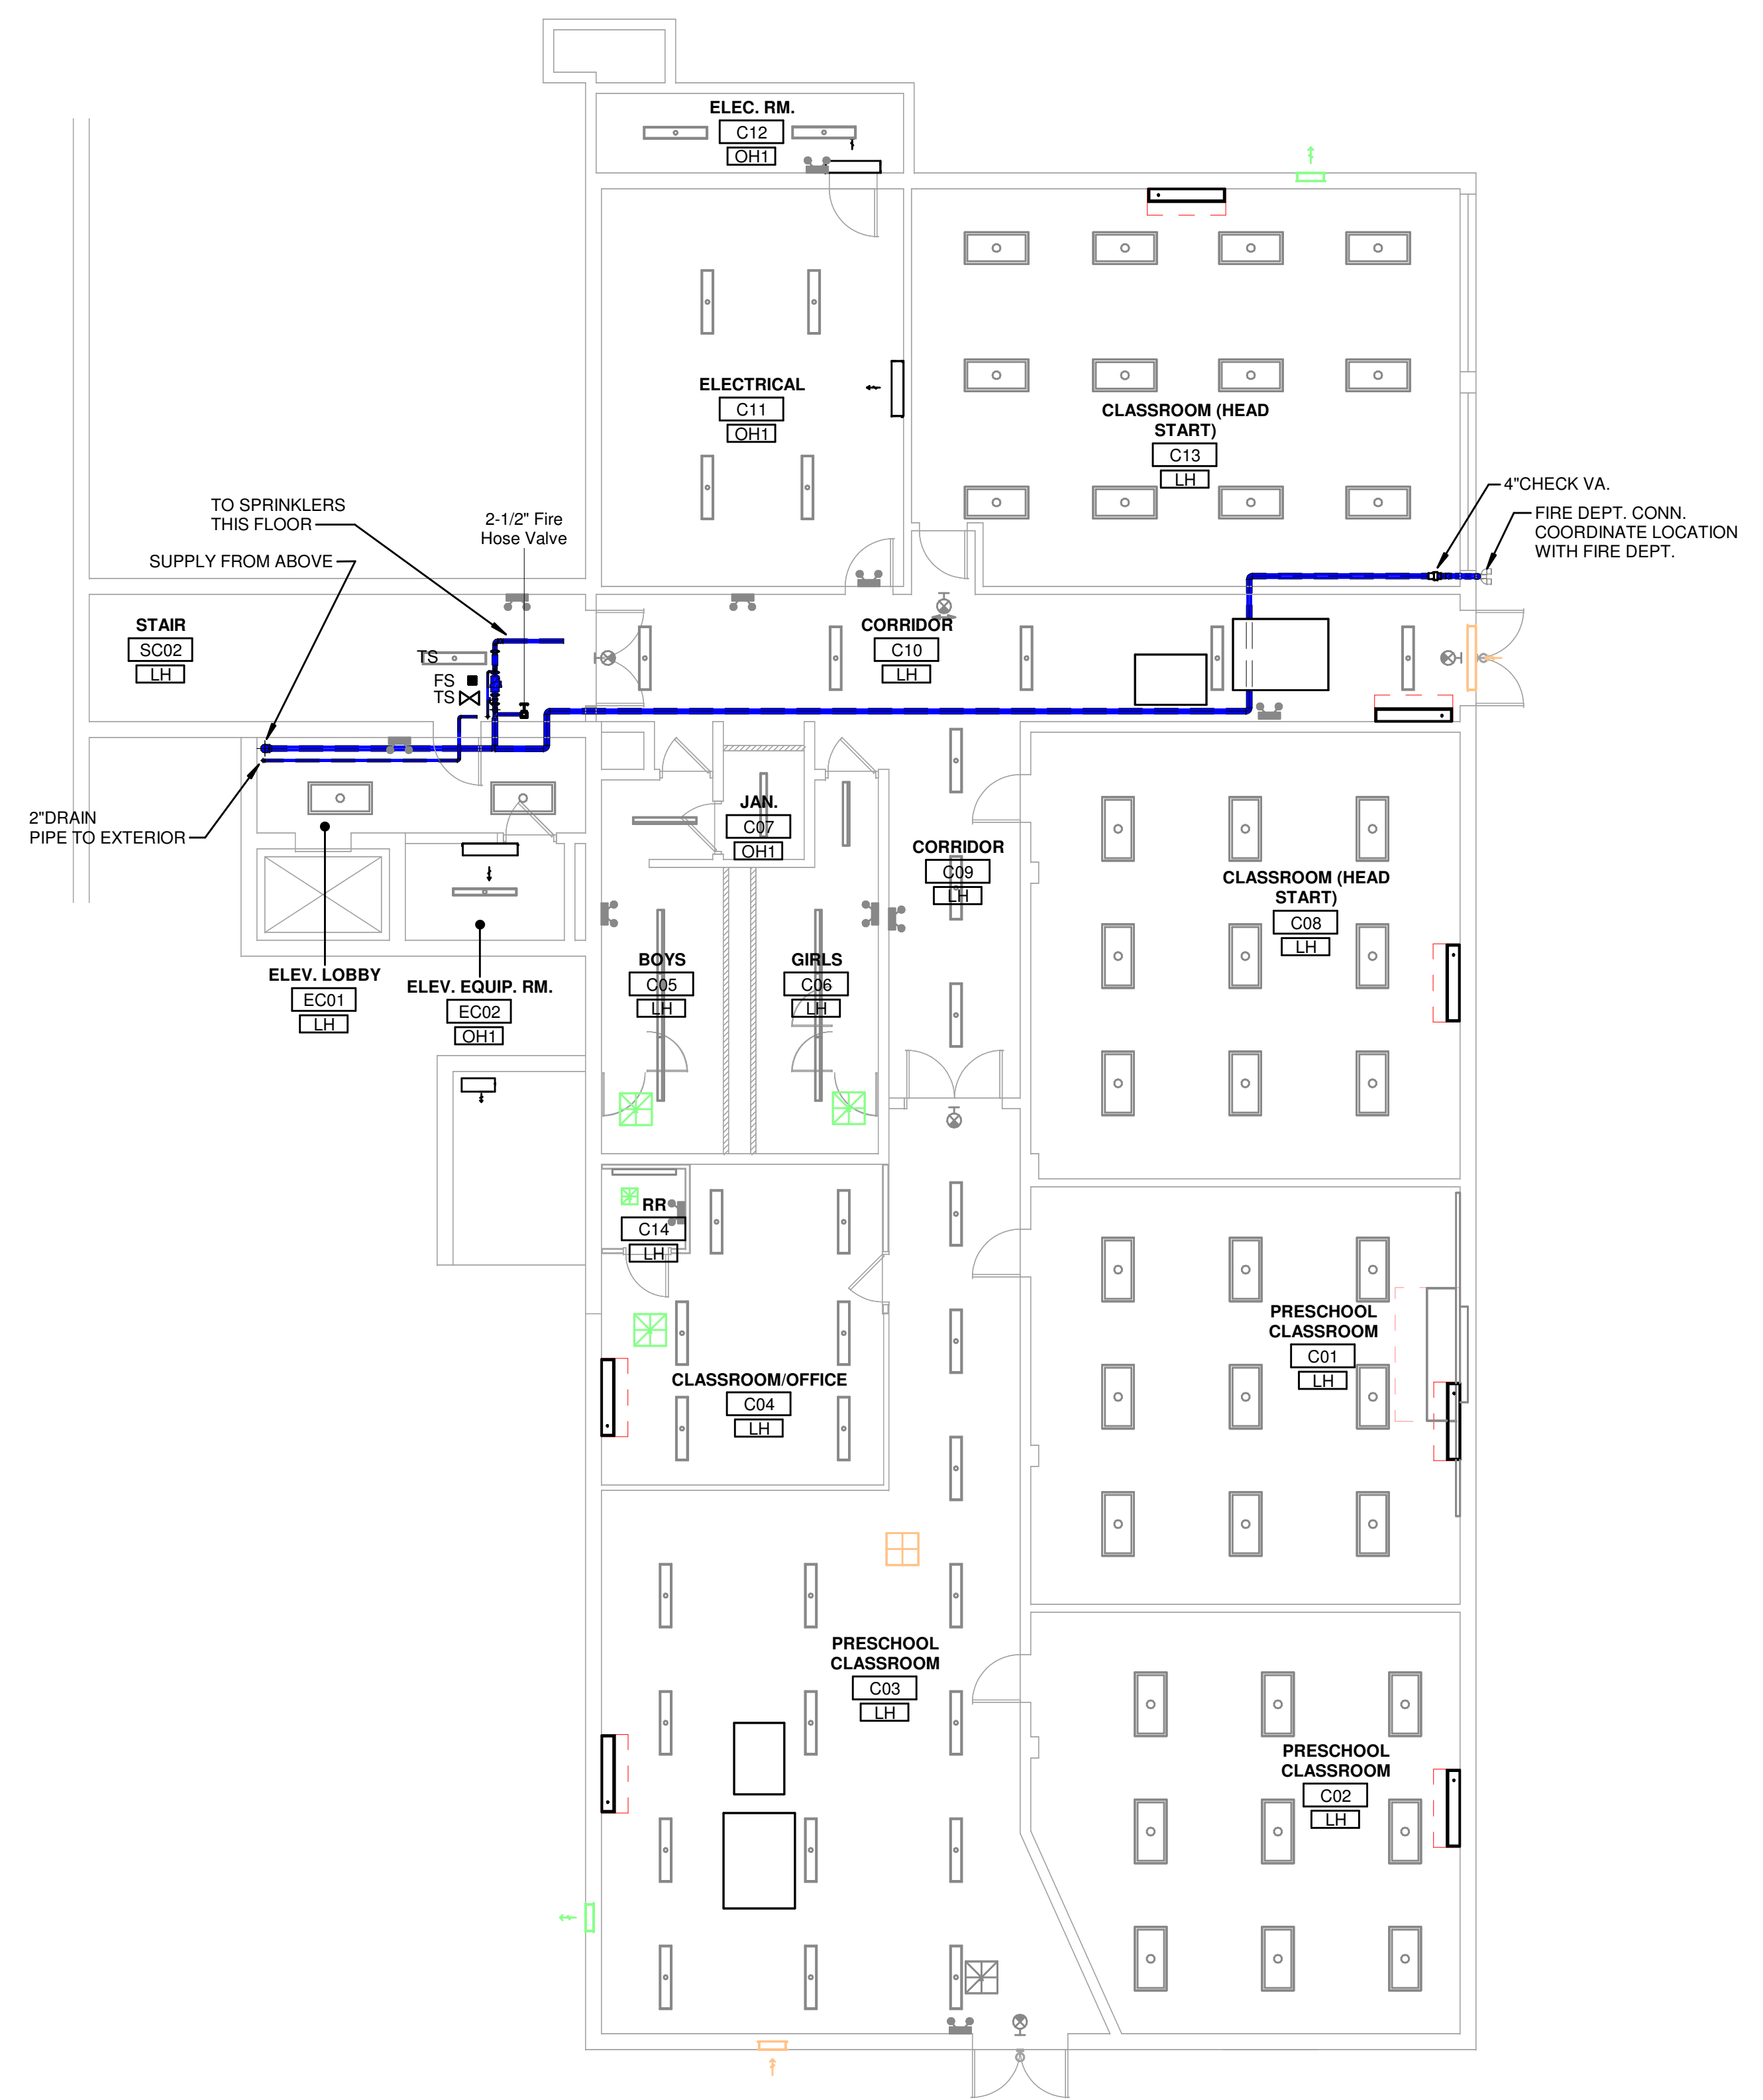 ELEC. RM.
C12
OH1
ELECTRICAL
C11
OH1
CLASSROOM (HEAD
START)
C13
LH
4"CHECK VA.
FIRE DEPT. CONN.
COORDINATE LOCATION
WITH FIRE DEPT.
TO SPRINKLERS
THIS FLOOR
2-1/2" Fire
Hose Valve
SUPPLY FROM ABOVE
STAIR
SC02
LH
TS
FS
TS
CORRIDOR
C10
LH
2"DRAIN
PIPE TO EXTERIOR
JAN.
C07
OH1
CORRIDOR
C09
LH
CLASSROOM (HEAD
START)
C08
LH
ELEV. LOBBY
EC01
LH
ELEV. EQUIP. RM.
EC02
OH1
BOYS
C05
LH
GIRLS
C06
LH
RR
C14
LH
PRESCHOOL
CLASSROOM
C01
LH
CLASSROOM/OFFICE
C04
LH
PRESCHOOL
CLASSROOM
C03
LH
PRESCHOOL
CLASSROOM
C02
LH